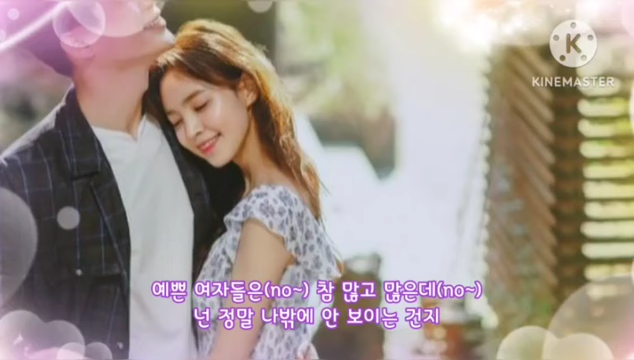 KINEMASTER
예쁜 여자들은(no~) 참 많고 많은데(no~)
넌 정말 나밖에 안 보이는 건지